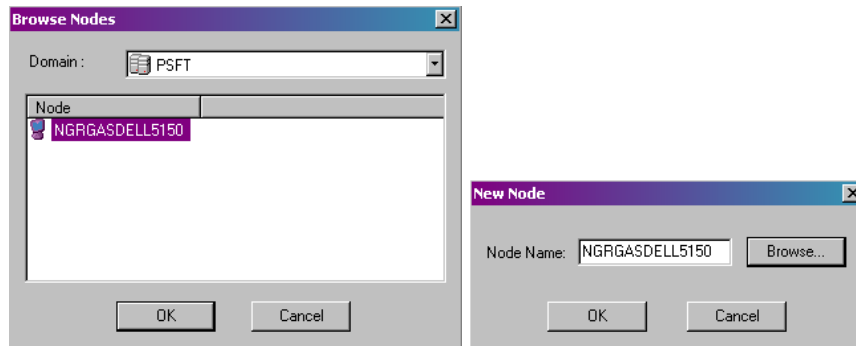 Browse Nodes
Domain :
PSFT
Node
NGRGASDELL5150
OK
Cancel
New Node
Node Name:
NGRGASDELL5150
Browse...
OK
Cancel